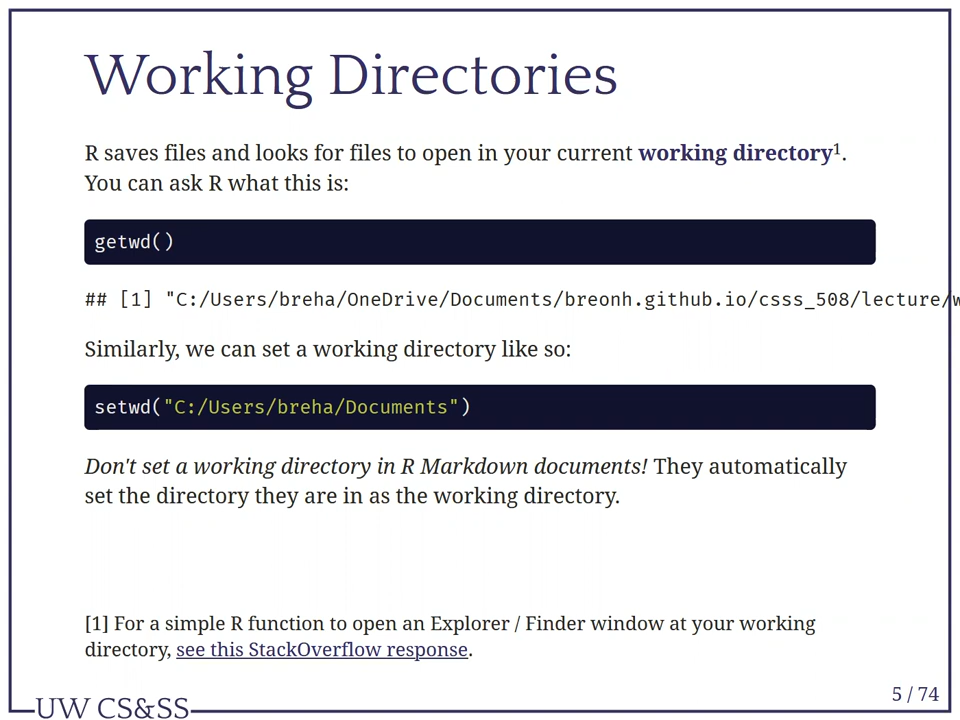 Working Directories
R saves files and looks for files to open in your current working directory¹.
You can ask R what this is:
getwd()
## [1] "C:/Users/breha/OneDrive/Documents/breonh.github.io/csss_508/lecture/
Similarly, we can set a working directory like so:
setwd("C:/Users/breha/Documents")
Don't set a working directory in R Markdown documents! They automatically
set the directory they are in as the working directory.
[1] For a simple R function to open an Explorer / Finder window at your working
directory, see this StackOverflow response.
5 / 74
UW CS&SS